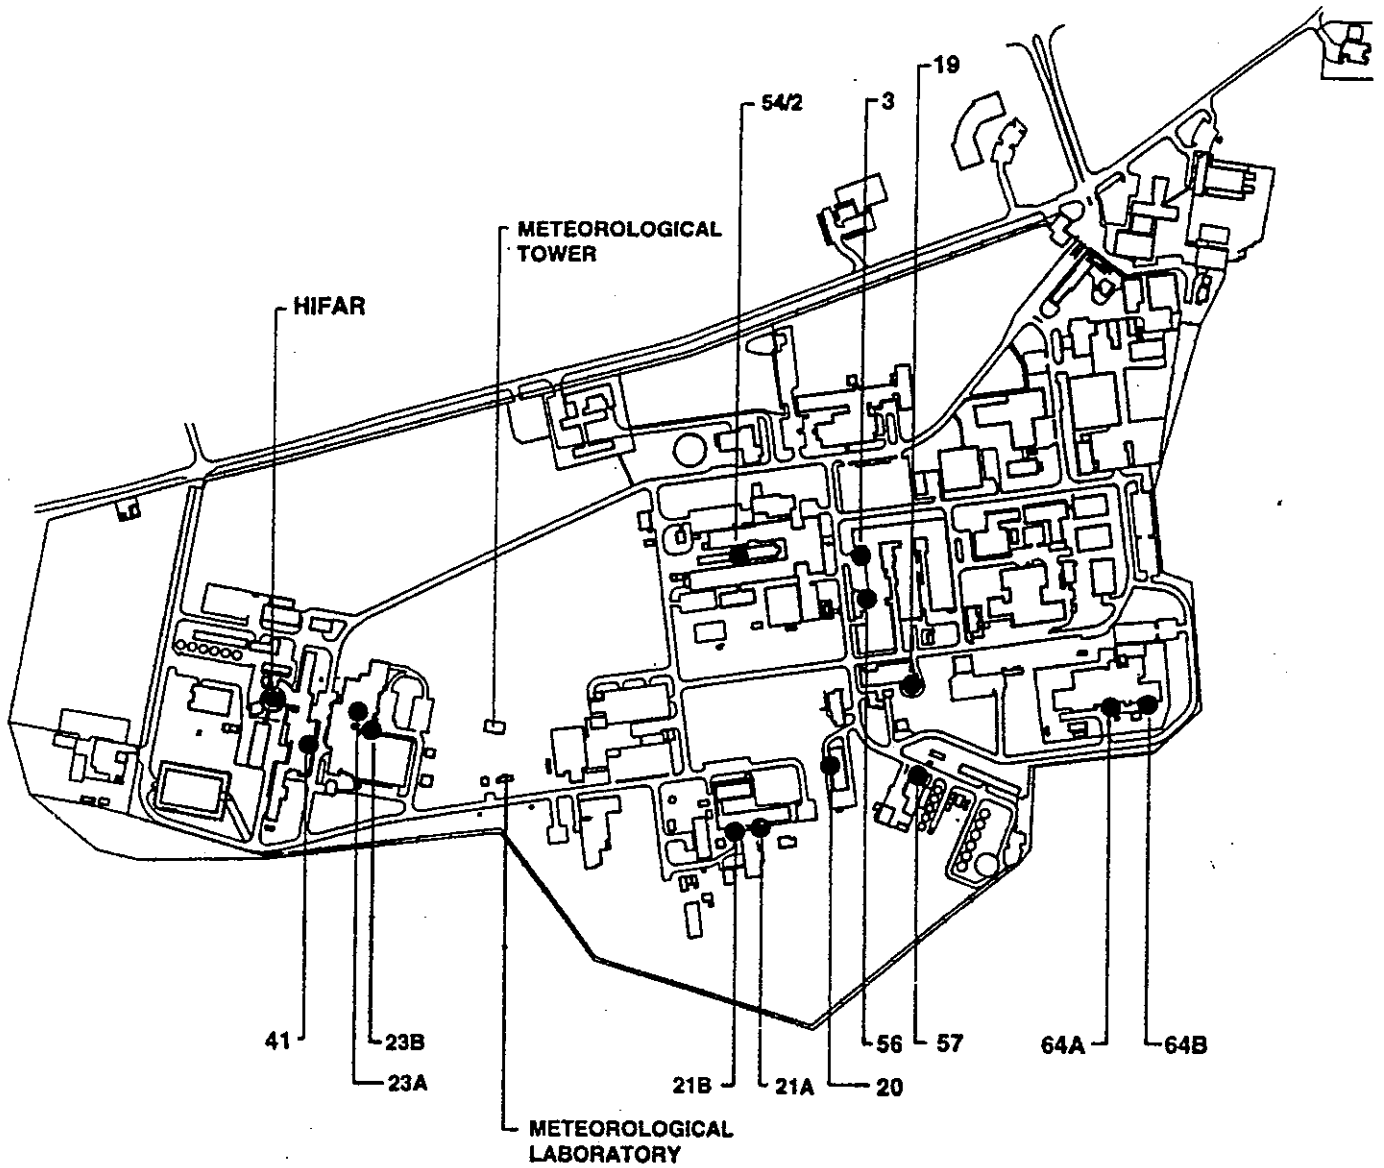 19
54/2
3
METEOROLOGICAL
TOWER
HIFAR
41
23B
56
57
64A
64B
23A
21B
21A
20
METEOROLOGICAL
LABORATORY